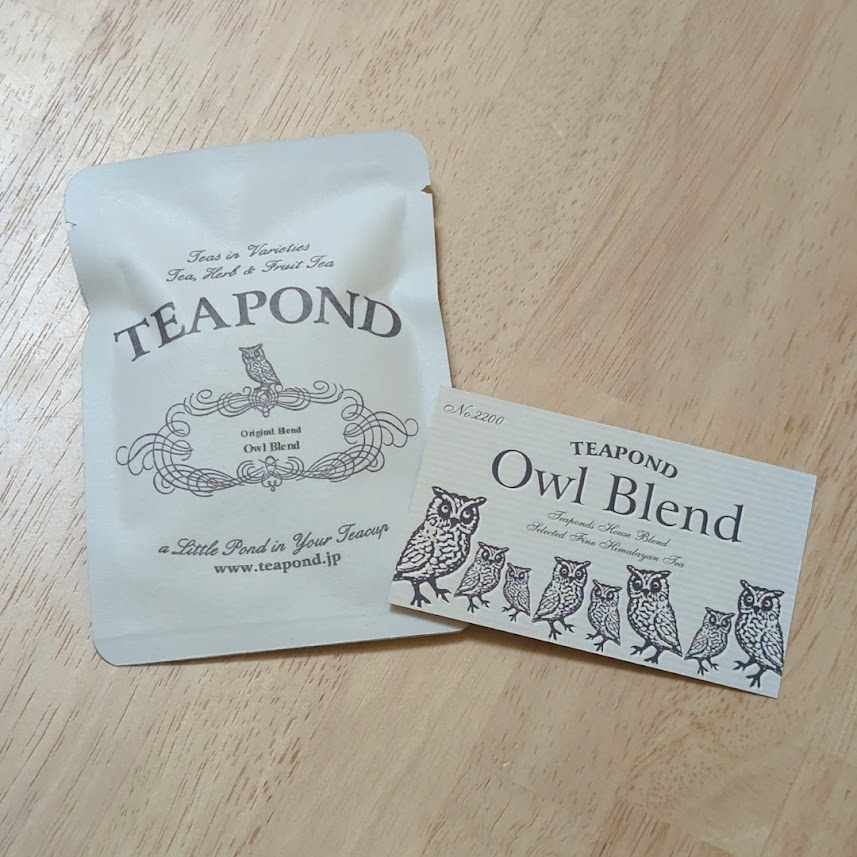 Teas in Varieties
Tea, Herb & Fruit Tea
TEAPOND
Original Blend
Owl Blend
a Little Pond in Your Teacup
www.teapond.jp
No.2200
TEAPOND
Owl Blend
Teaponds House Blend
Selected Fine Himalayan Tea